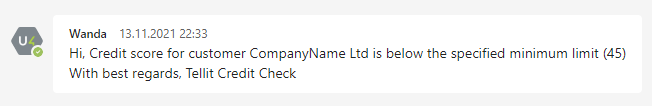 U4
Wanda 13.11.2021 22:33
Hi, Credit score for customer CompanyName Ltd is below the specified minimum limit (45)
With best regards, Tellit Credit Check